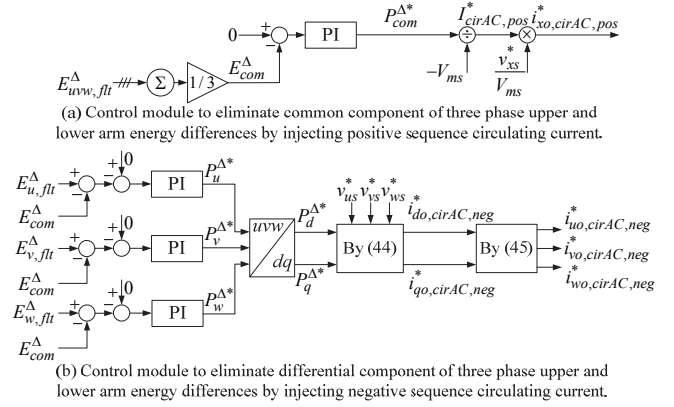 0 + − PI P_com^Δ* ÷ I*_cirAC, pos × i*_xo,cirAC, pos
E^Δ_uvw, flt Σ 1/3 E^Δ_com −V_ms v*_xs / V_ms
(a) Control module to eliminate common component of three phase upper and
lower arm energy differences by injecting positive sequence circulating current.
E^Δ_u, flt + − + 0 − PI P_u^Δ*
E^Δ_com
E^Δ_v, flt + − + 0 − PI P_v^Δ*
E^Δ_com
E^Δ_w, flt + − + 0 − PI P_w^Δ*
E^Δ_com
uvw
dq
P_d^Δ*
P_q^Δ*
v*_us v*_vs v*_ws
By (44)
i*_do,cirAC,neg
i*_qo,cirAC,neg
By (45)
i*_uo,cirAC,neg
i*_vo,cirAC,neg
i*_wo,cirAC,neg
(b) Control module to eliminate differential component of three phase upper and
lower arm energy differences by injecting negative sequence circulating current.